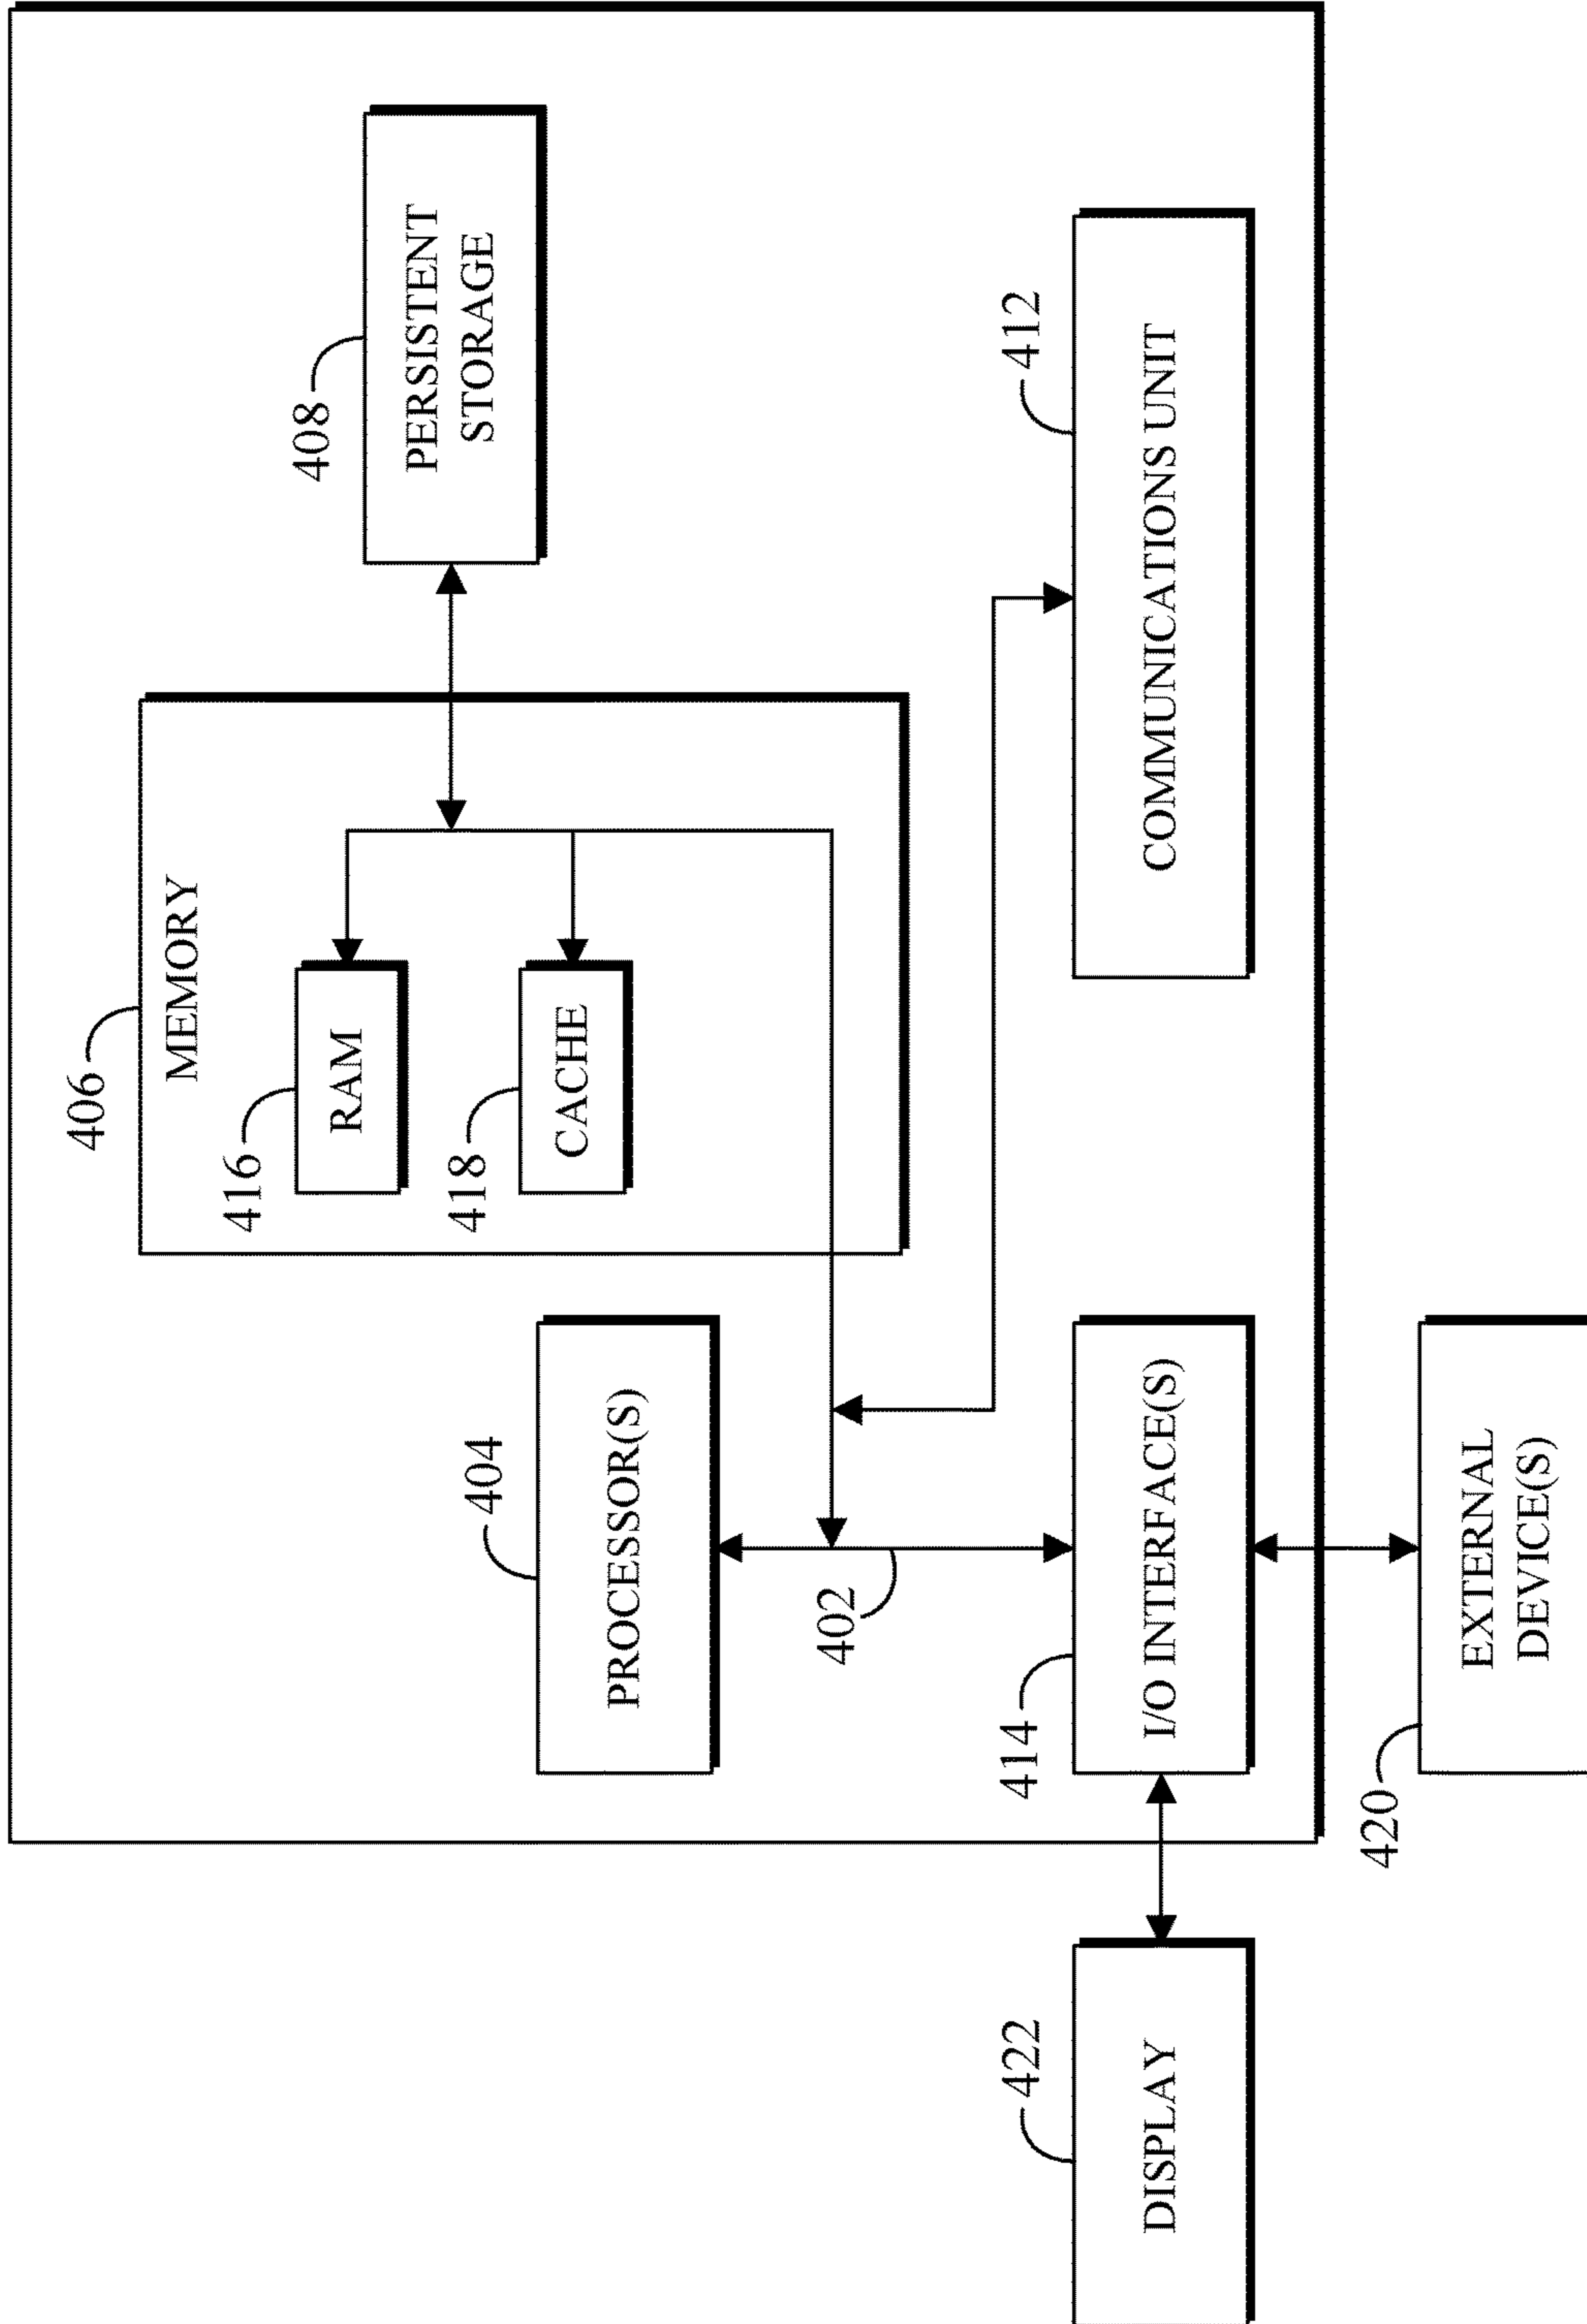 406
MEMORY
416
RAM
418
CACHE
408
PERSISTENT
STORAGE
404
PROCESSOR(S)
402
422
DISPLAY
414
I/O INTERFACE(S)
412
COMMUNICATIONS UNIT
420
EXTERNAL
DEVICE(S)